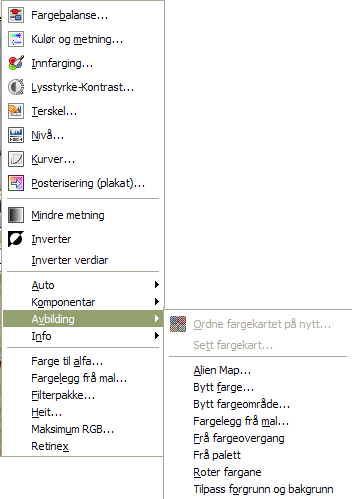 Fargebalanse...
Kulør og metning...
Innfarging...
Lysstyrke-Kontrast...
Terskel...
Nivå...
Kurver...
Posterisering (plakat)...
Mindre metning
Inverter
Inverter verdiar
Auto
Komponentar
Avbilding
Info
Farge til alfa...
Fargelegg frå mal...
Filterpakke...
Heit...
Maksimum RGB...
Retinex
Ordne fargekartet på nytt...
Sett fargekart...
Alien Map...
Bytt farge...
Bytt fargeområde...
Fargelegg frå mal...
Frå fargeovergang
Frå palett
Roter fargane
Tilpass forgrunn og bakgrunn